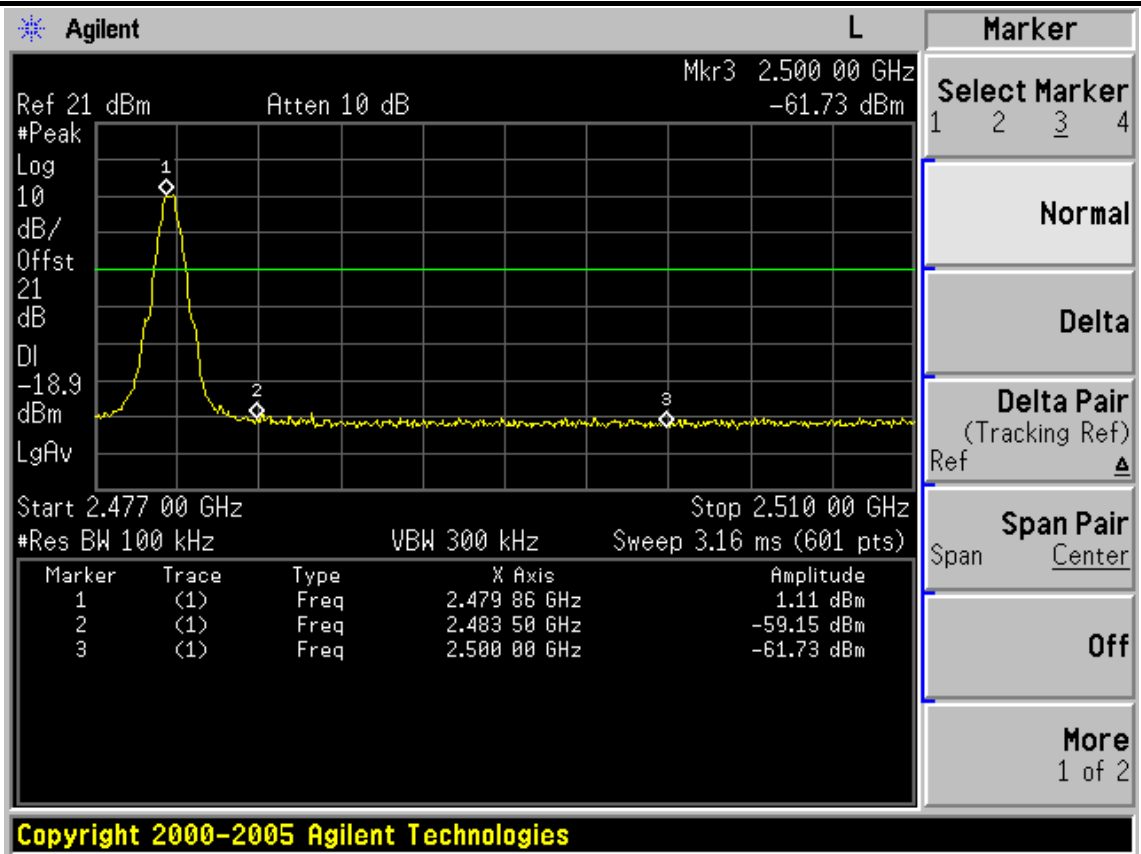 Agilent L
Mkr3 2.500 00 GHz
Ref 21 dBm Atten 10 dB -61.73 dBm
#Peak
Log
10
dB/
Offst
21
dB
DI
-18.9
dBm
LgAv
1
2
3
Start 2.477 00 GHz Stop 2.510 00 GHz
#Res BW 100 kHz VBW 300 kHz Sweep 3.16 ms (601 pts)
Marker Trace Type X Axis Amplitude
1 (1) Freq 2.479 86 GHz 1.11 dBm
2 (1) Freq 2.483 50 GHz -59.15 dBm
3 (1) Freq 2.500 00 GHz -61.73 dBm
Marker
Select Marker
1 2 3 4
Normal
Delta
Delta Pair
(Tracking Ref)
Ref Δ
Span Pair
Span Center
Off
More
1 of 2
Copyright 2000-2005 Agilent Technologies